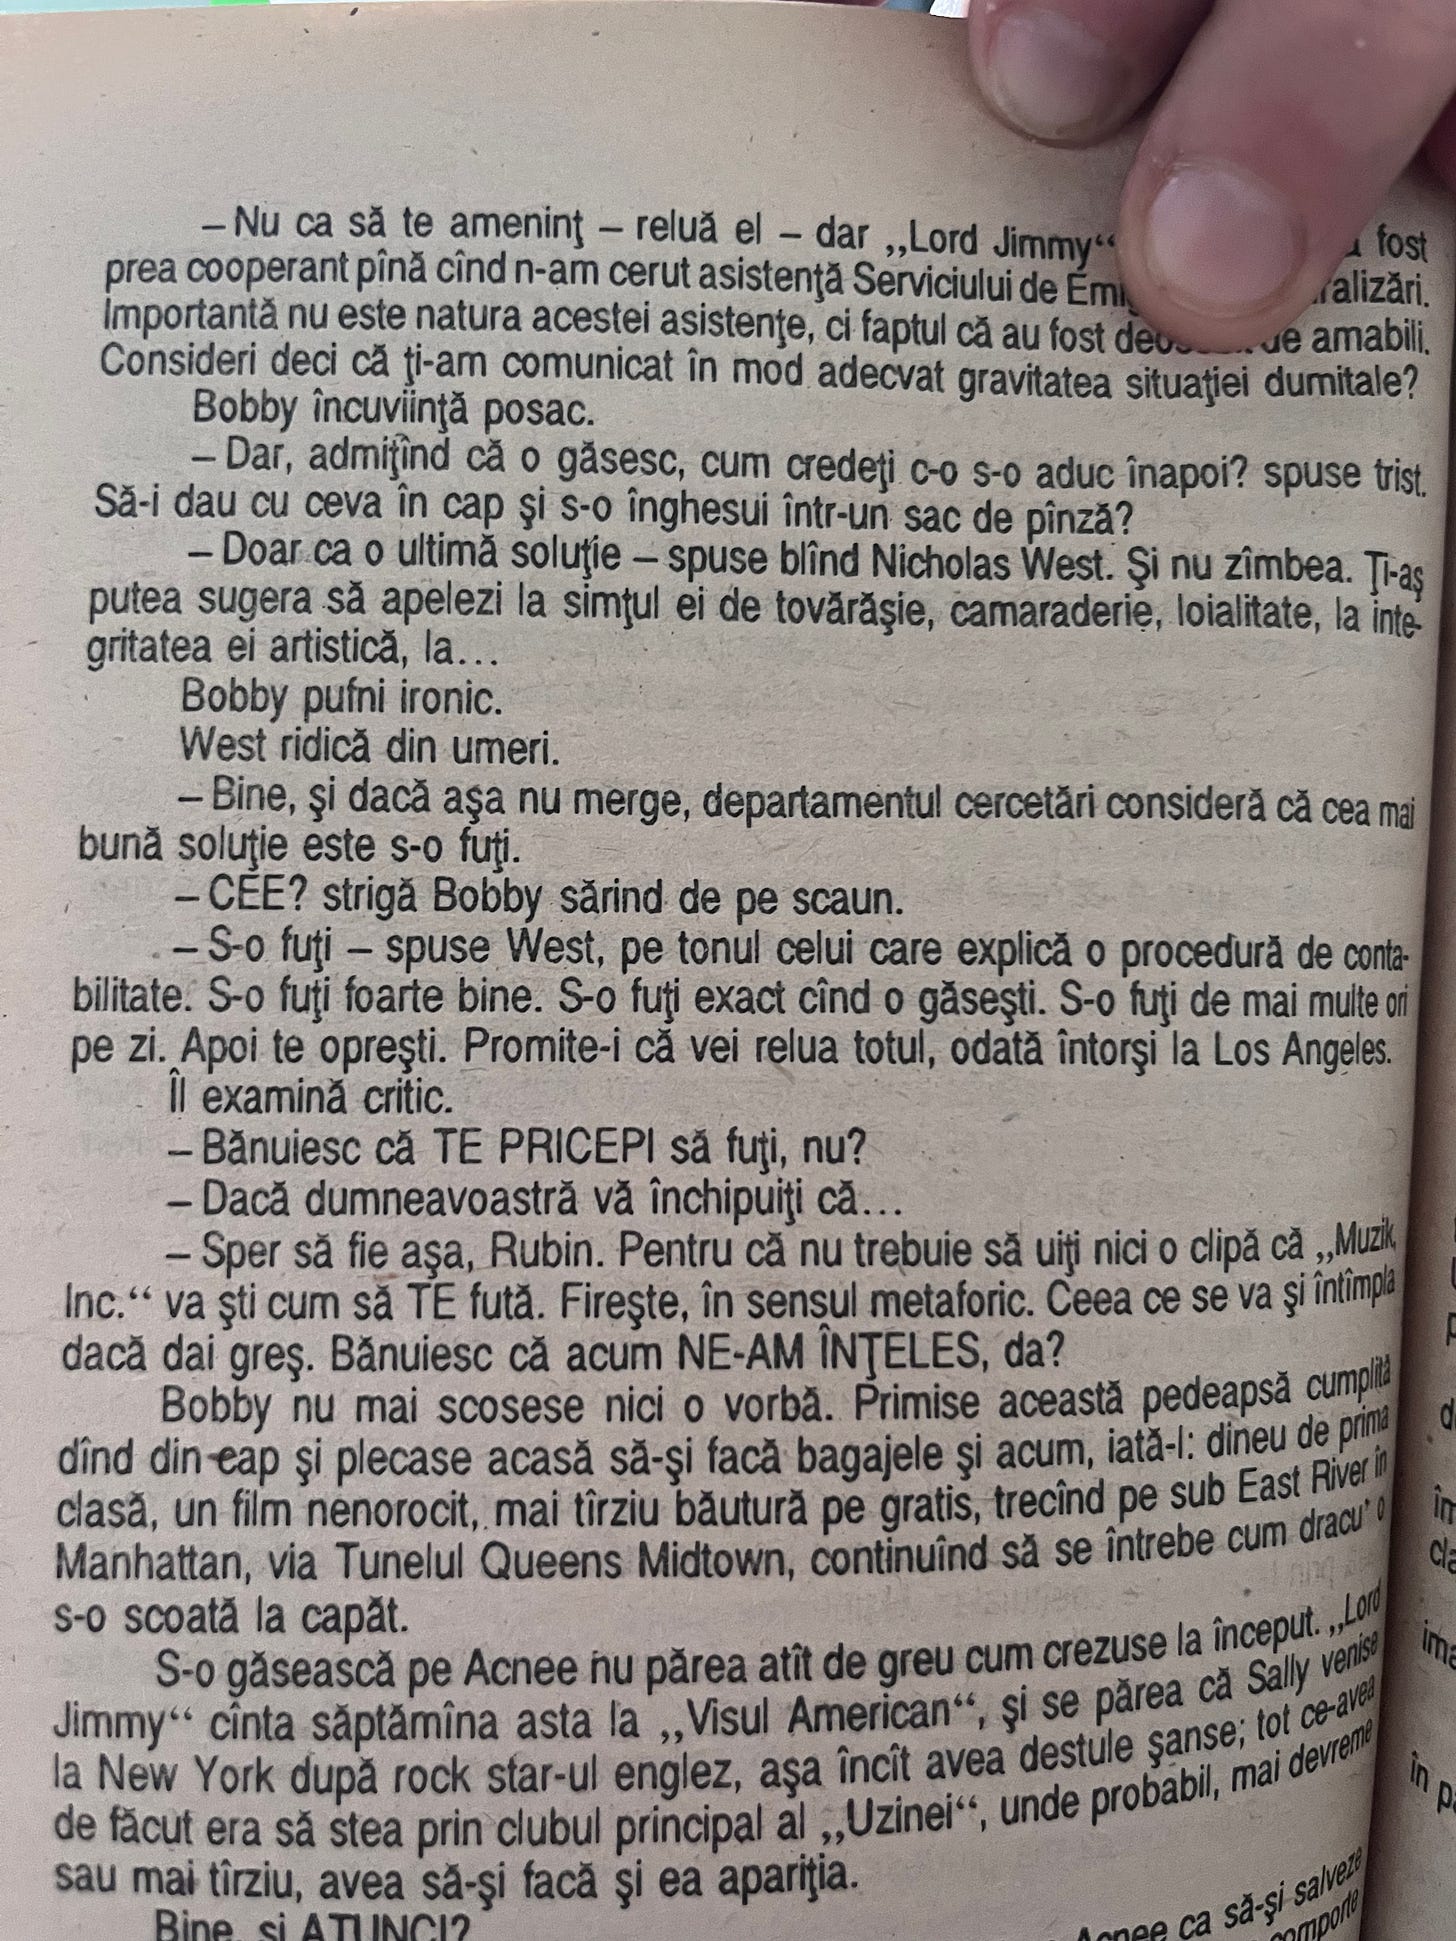 – Nu ca să te ameninţ – reluă el – dar ,,Lord Jimmy“ fost
prea cooperant pînă cînd n-am cerut asistenţă Serviciului de
Importantă nu este natura acestei asistenţe, ci faptul că au fost de amabili.
Consideri deci că ţi-am comunicat în mod adecvat gravitatea situaţiei dumitale?
Bobby încuviinţă posac.
– Dar, admiţînd că o găsesc, cum credeţi c-o s-o aduc înapoi? spuse trist.
Să-i dau cu ceva în cap şi s-o înghesui într-un sac de pînză?
– Doar ca o ultimă soluţie – spuse blînd Nicholas West. Şi nu zîmbea. Ţi-aş
putea sugera să apelezi la simţul ei de tovărăşie, camaraderie, loialitate, la inte-
gritatea ei artistică, la...
Bobby pufni ironic.
West ridică din umeri.
– Bine, şi dacă aşa nu merge, departamentul cercetări consideră că cea mai
bună soluţie este s-o fuţi.
– CEE? strigă Bobby sărind de pe scaun.
– S-o fuţi – spuse West, pe tonul celui care explică o procedură de conta-
bilitate. S-o fuţi foarte bine. S-o fuţi exact cînd o găseşti. S-o fuţi de mai multe ori
pe zi. Apoi te opreşti. Promite-i că vei relua totul, odată întorşi la Los Angeles.
Îl examină critic.
– Bănuiesc că TE PRICEPI să fuţi, nu?
– Dacă dumneavoastră vă închipuiţi că...
– Sper să fie aşa, Rubin. Pentru că nu trebuie să uiţi nici o clipă că ,,Muzik,
Inc.“ va şti cum să TE fută. Fireşte, în sensul metaforic. Ceea ce se va şi întîmpla
dacă dai greş. Bănuiesc că acum NE-AM ÎNŢELES, da?
Bobby nu mai scosese nici o vorbă. Primise această pedeapsă cumplită
dînd din cap şi plecase acasă să-şi facă bagajele şi acum, iată-l: dineu de prima
clasă, un film nenorocit, mai tîrziu băutură pe gratis, trecînd pe sub East River în
Manhattan, via Tunelul Queens Midtown, continuînd să se întrebe cum dracu’ o
s-o scoată la capăt.
S-o găsească pe Acnee nu părea atît de greu cum crezuse la început. ,,Lord
Jimmy“ cînta săptămîna asta la ,,Visul American“, şi se părea că Sally venise
la New York după rock star-ul englez, aşa încît avea destule şanse; tot ce-avea
de făcut era să stea prin clubul principal al ,,Uzinei“, unde probabil, mai devreme
sau mai tîrziu, avea să-şi facă şi ea apariţia.
Bine, şi ATUNCI?
Acnee ca să-şi salveze
comporte